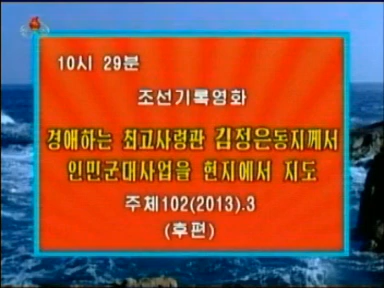 10시 29분
조선기록영화
경애하는 최고사령관 김정은동지께서
인민군대사업을 현지에서 지도
주체102(2013).3
(후편)